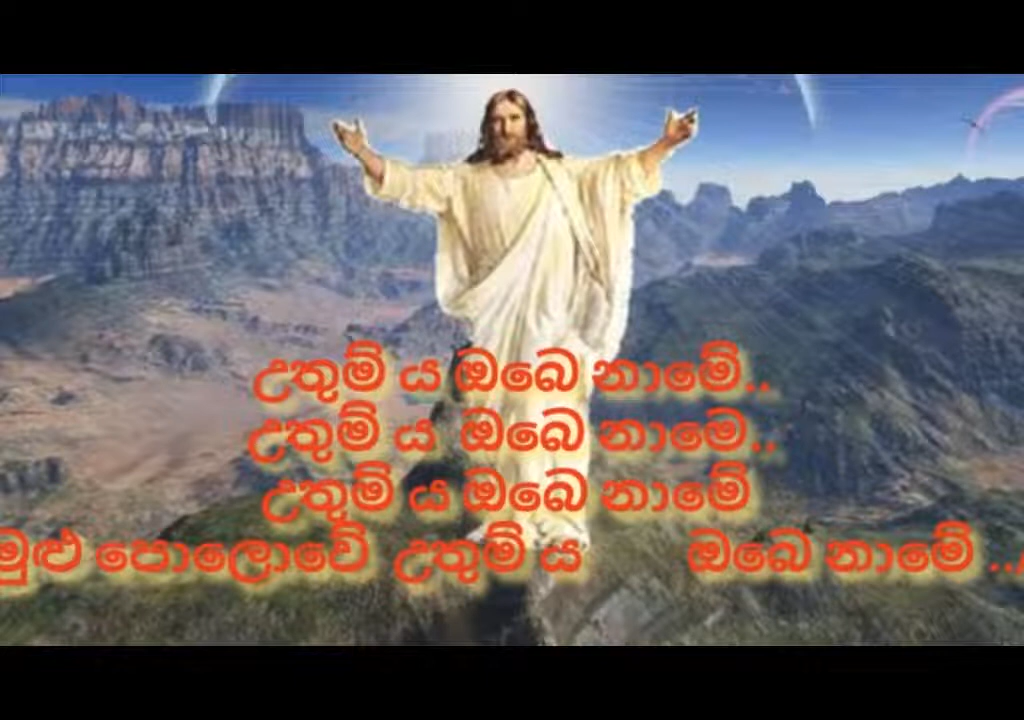 උතුම් ය ඔබෙ නාමේ..
උතුම් ය ඔබෙ නාමෙ..
උතුම් ය ඔබෙ නාමේ
මුළු පොලොවේ උතුම් ය ඔබෙ නාමේ ../